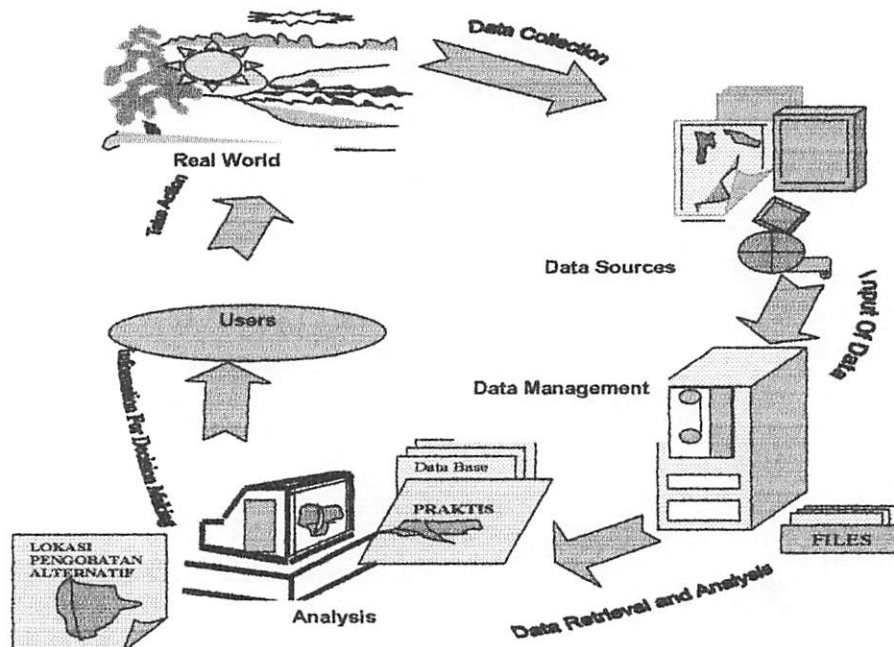 Data Collection
Real World
Take Action
Data Sources
Input Of Data
Users
Data Management
Information For Decision Making
Data Base
PRAKTIS
FILES
LOKASI
PENGOBATAN
ALTERNATIF
Analysis
Data Retrieval and Analysis